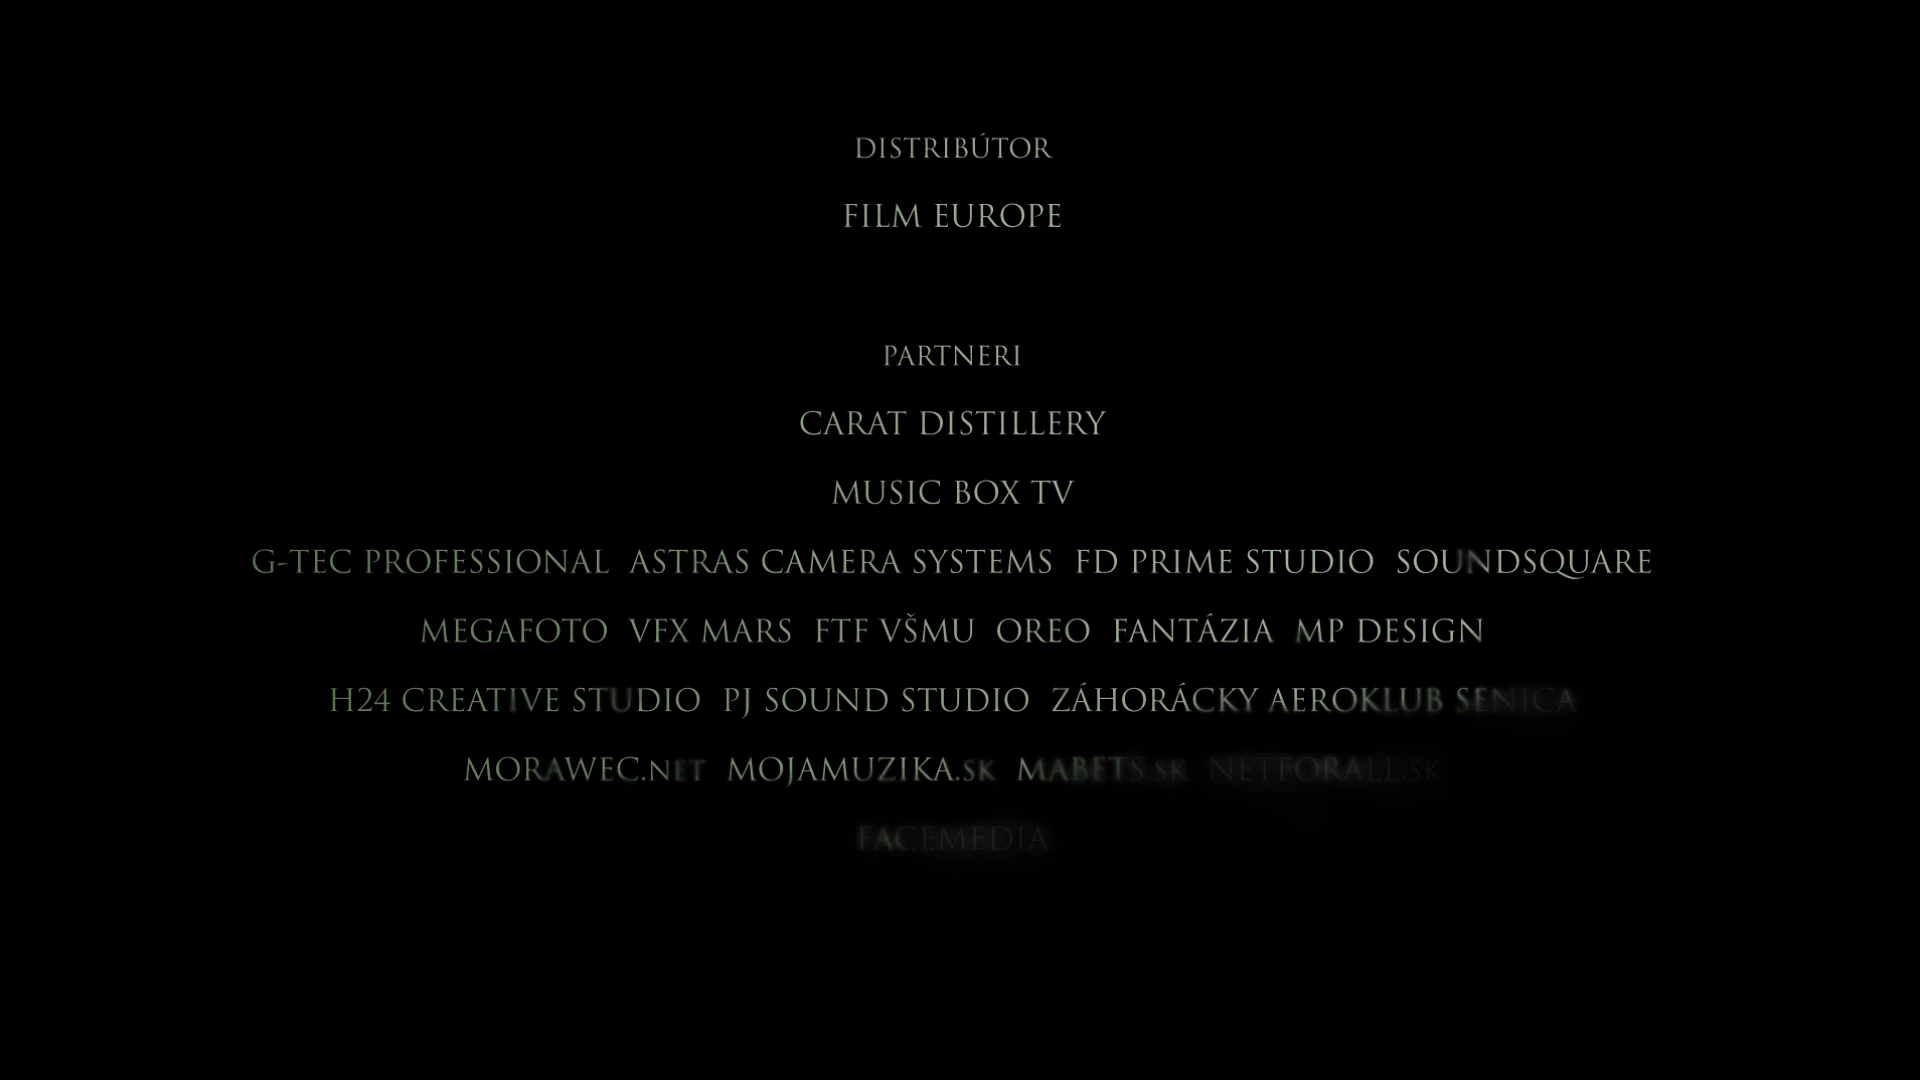 DISTRIBÚTOR
FILM EUROPE
PARTNERI
CARAT DISTILLERY
MUSIC BOX TV
G-TEC PROFESSIONAL ASTRAS CAMERA SYSTEMS FD PRIME STUDIO SOUNDSQUARE
MEGAFOTO VFX MARS FTF VŠMU OREO FANTÁZIA MP DESIGN
H24 CREATIVE STUDIO PJ SOUND STUDIO ZÁHORÁCKY AEROKLUB SENICA
MORAWEC.NET MOJAMUZIKA.SK MABETS.SK NETFORALL.SK
FACEMEDIA